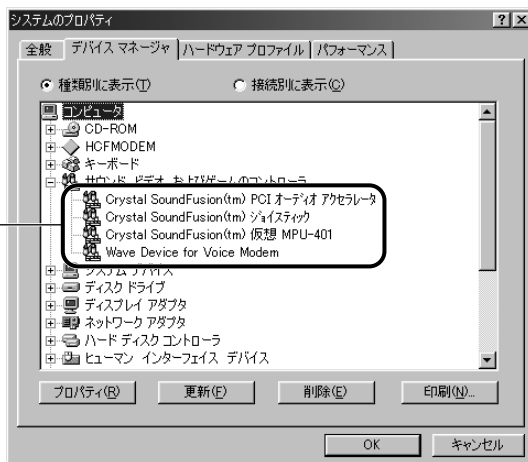 システムのプロパティ
全般 デバイス マネージャ ハードウェア プロファイル パフォーマンス
種類別に表示(T) 接続別に表示(C)
コンピュータ
CD-ROM
HCFMODEM
キーボード
サウンド、ビデオ、およびゲームのコントローラ
Crystal SoundFusion(tm) PCI オーディオ アクセラレータ
Crystal SoundFusion(tm) ジョイスティック
Crystal SoundFusion(tm) 仮想 MPU-401
Wave Device for Voice Modem
システム デバイス
ディスク ドライブ
ディスプレイ アダプタ
ネットワーク アダプタ
ハード ディスク コントローラ
ヒューマン インターフェイス デバイス
プロパティ(R) 更新(F) 削除(E) 印刷(N)...
OK キャンセル